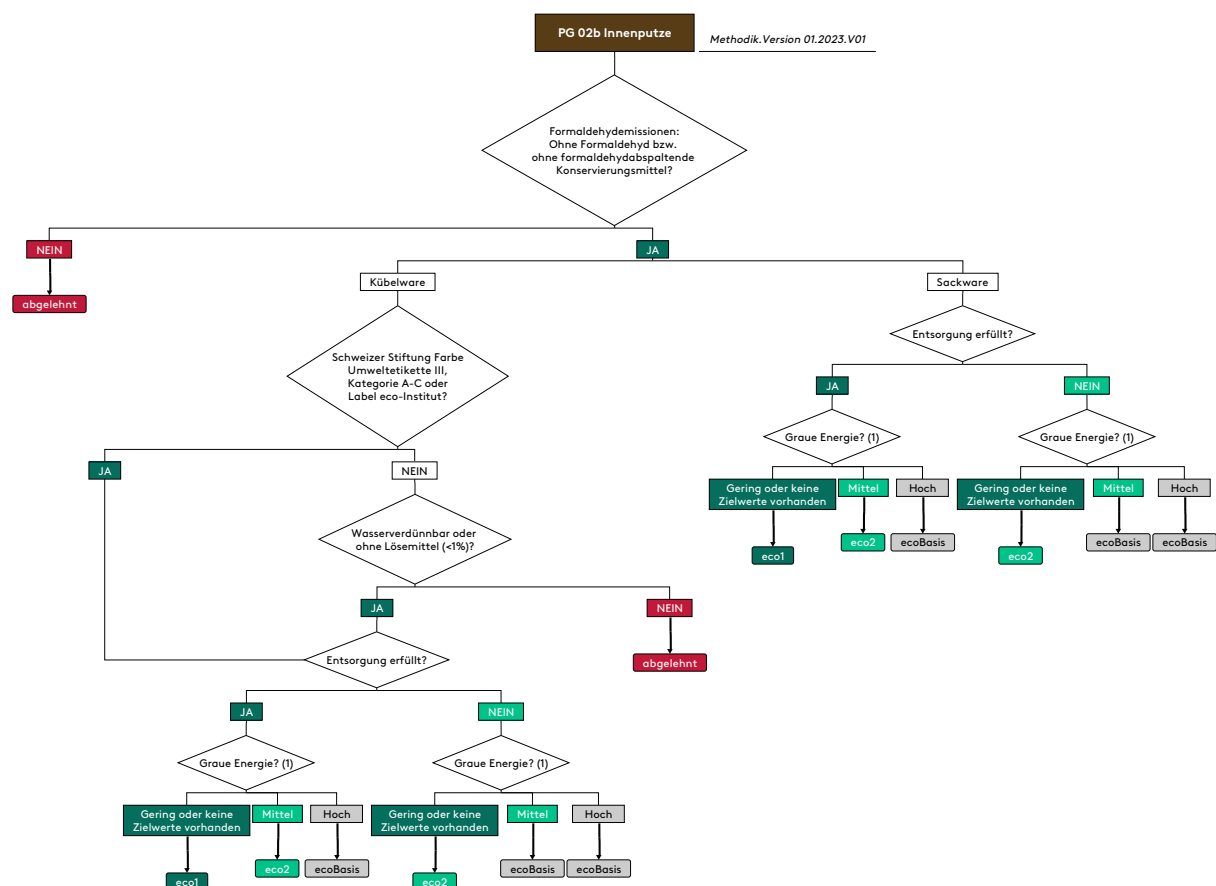 PG 02b Innenputze
Methodik.Version 01.2023.V01
Formaldehydemissionen:
Ohne Formaldehyd bzw.
ohne formaldehydabspaltende
Konservierungsmittel?
NEIN
JA
abgelehnt
Kübelware
Sackware
Entsorgung erfüllt?
Schweizer Stiftung Farbe
Umweltetikette III,
Kategorie A-C oder
Label eco-Institut?
JA
NEIN
Graue Energie? (1)
Graue Energie? (1)
JA
NEIN
Gering oder keine
Zielwerte vorhanden
Mittel
Hoch
Gering oder keine
Zielwerte vorhanden
Mittel
Hoch
Wasserverdünnbar oder
ohne Lösemittel (<1%)?
eco1
eco2
ecoBasis
eco2
ecoBasis
ecoBasis
JA
NEIN
Entsorgung erfüllt?
abgelehnt
JA
NEIN
Graue Energie? (1)
Graue Energie? (1)
Gering oder keine
Zielwerte vorhanden
Mittel
Hoch
Gering oder keine
Zielwerte vorhanden
Mittel
Hoch
eco1
eco2
ecoBasis
eco2
ecoBasis
ecoBasis